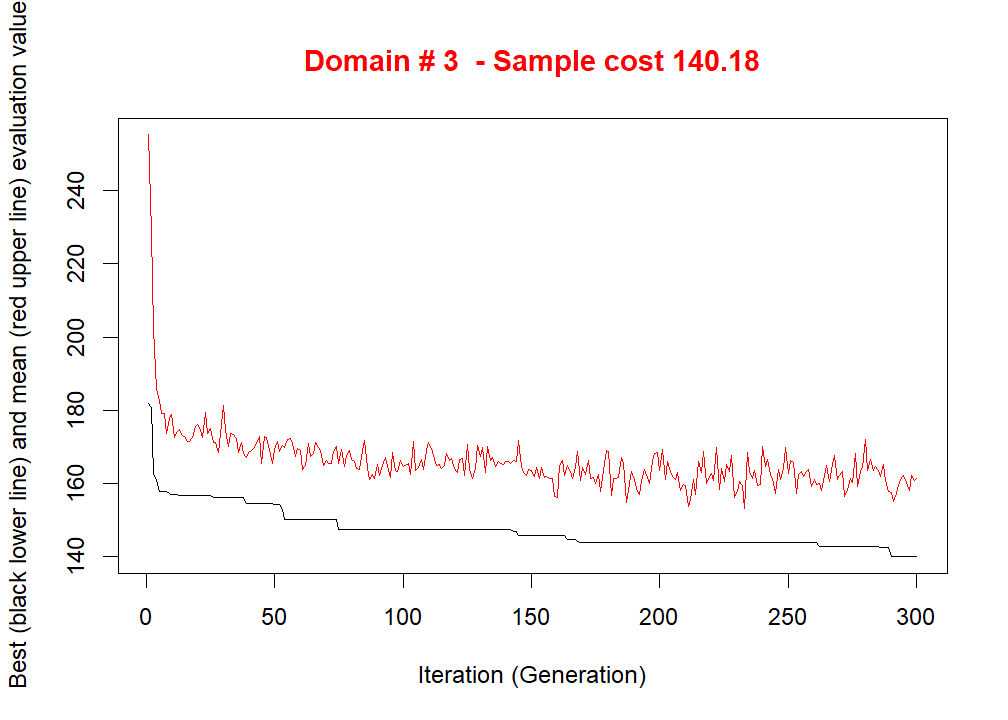 Domain # 3  - Sample cost 140.18
Best (black lower line) and mean (red upper line) evaluation value
240
220
200
180
160
140
0 50 100 150 200 250 300
Iteration (Generation)